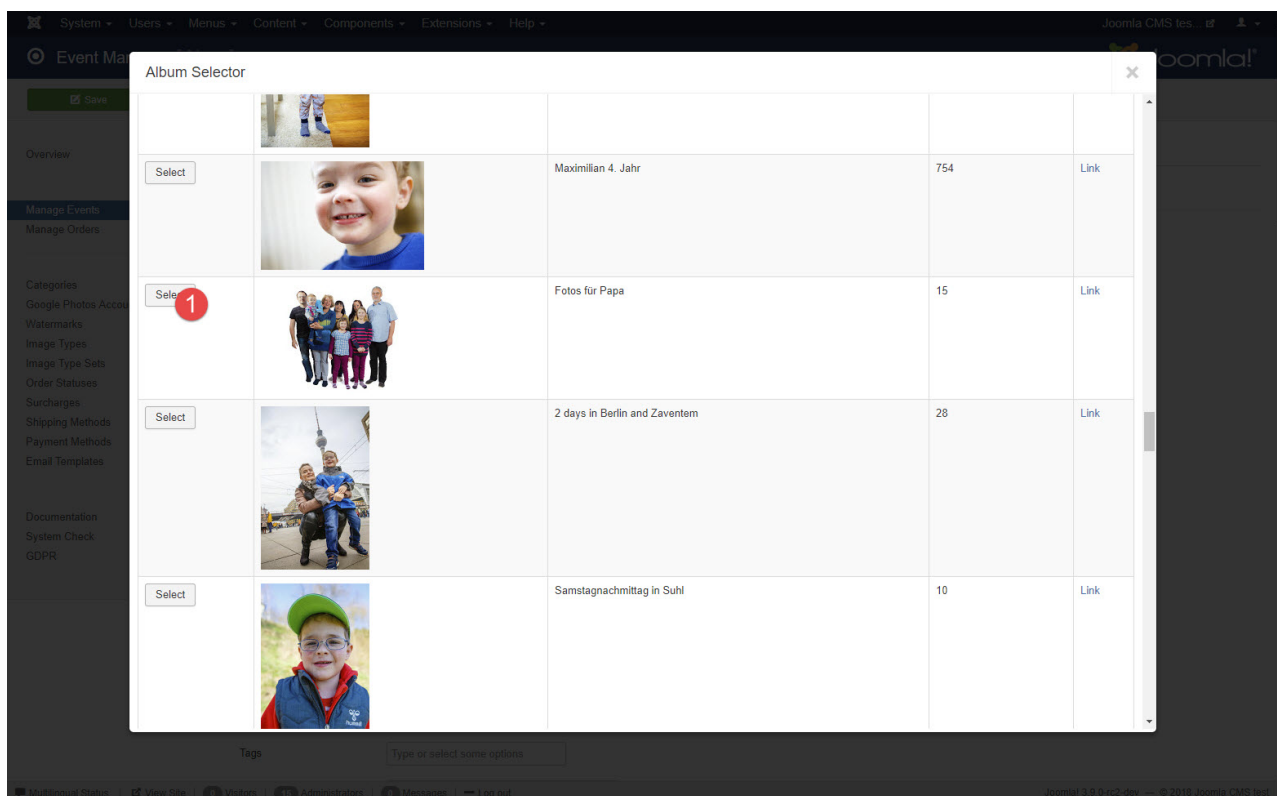 System Users Menus Content Components Extensions Help Joomla CMS tes...
Event Ma
Joomla!
Save
Album Selector
×
Overview
Manage Events
Manage Orders
Categories
Google Photos Accou
Watermarks
Image Types
Image Type Sets
Order Statuses
Surcharges
Shipping Methods
Payment Methods
Email Templates
Documentation
System Check
GDPR
Select Maximilian 4. Jahr 754 Link
Select Fotos für Papa 15 Link
1
Select 2 days in Berlin and Zaventem 28 Link
Select Samstagnachmittag in Suhl 10 Link
hummel
Tags Type or select some options
Multilingual Status View Site 0 Visitors 15 Administrators 0 Messages Log out Joomla! 3.9.0-rc2-dev — © 2018 Joomla CMS test